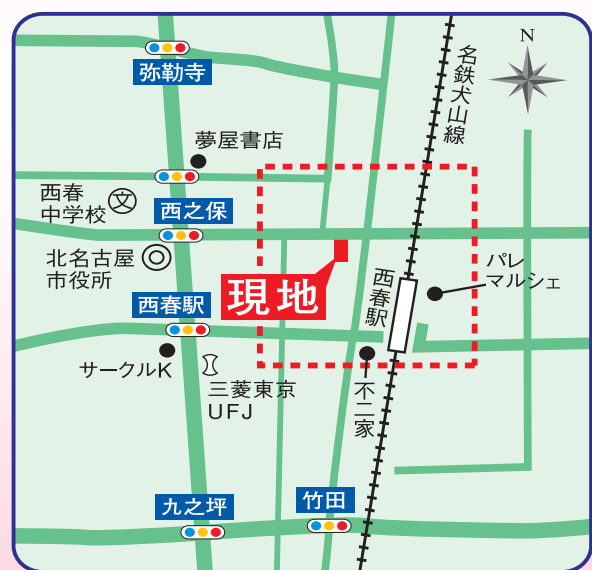 N
弥勒寺
名鉄犬山線
夢屋書店
西春
中学校
文
西之保
北名古屋
市役所
パレ
マルシェ
現地
西春駅
西春駅
サークルK
三菱東京
UFJ
不二家
九之坪
竹田